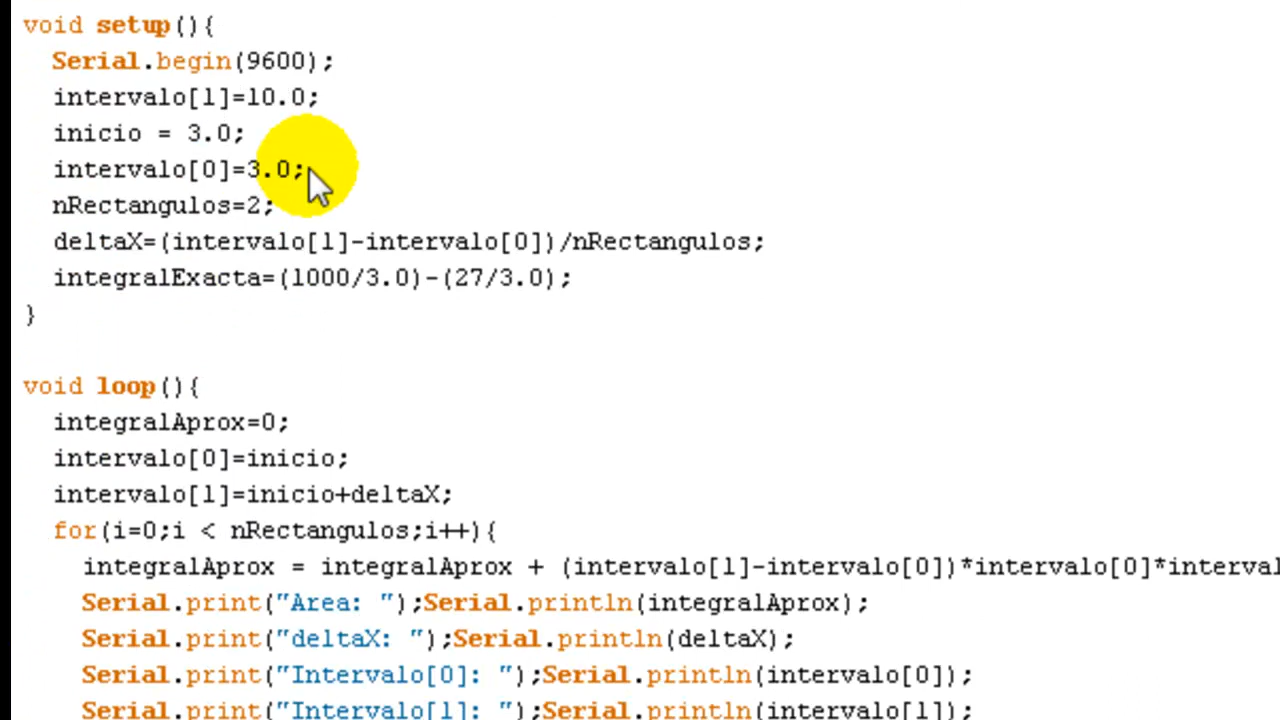 void setup(){
Serial.begin(9600);
intervalo[1]=10.0;
inicio = 3.0;
intervalo[0]=3.0;
nRectangulos=2;
deltaX=(intervalo[1]-intervalo[0])/nRectangulos;
integralExacta=(1000/3.0)-(27/3.0);
}
void loop(){
integralAprox=0;
intervalo[0]=inicio;
intervalo[1]=inicio+deltaX;
for(i=0;i < nRectangulos;i++){
integralAprox = integralAprox + (intervalo[1]-intervalo[0])*intervalo[0]*interval
Serial.print("Area: ");Serial.println(integralAprox);
Serial.print("deltaX: ");Serial.println(deltaX);
Serial.print("Intervalo[0]: ");Serial.println(intervalo[0]);
Serial.print("Intervalo[1]: ");Serial.println(intervalo[1]);